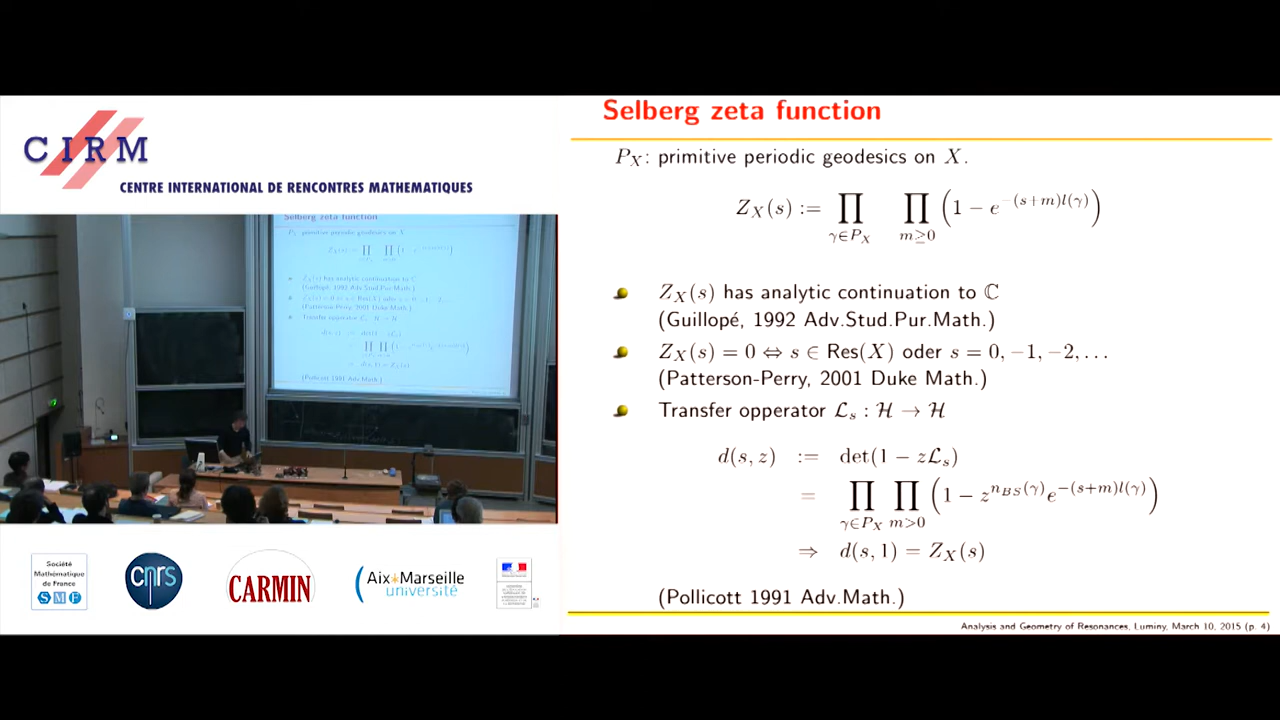 CIRM
CENTRE INTERNATIONAL DE RENCONTRES MATHEMATIQUES
Selberg zeta function
P_X: primitive periodic geodesics on X.
Z_X(s) := ∏_{γ∈P_X} ∏_{m≥0} (1 − e^{−(s+m)l(γ)})
Z_X(s) has analytic continuation to ℂ
(Guillopé, 1992 Adv.Stud.Pur.Math.)
Z_X(s) = 0 ⇔ s ∈ Res(X) oder s = 0, −1, −2, . . .
(Patterson-Perry, 2001 Duke Math.)
Transfer opperator ℒ_s : ℋ → ℋ
d(s, z) := det(1 − zℒ_s)
= ∏_{γ∈P_X} ∏_{m>0} (1 − z^{n_{BS}(γ)} e^{−(s+m)l(γ)})
⇒ d(s, 1) = Z_X(s)
(Pollicott 1991 Adv.Math.)
Analysis and Geometry of Resonances, Luminy, March 10, 2015 (p. 4)
Selberg zeta function
Société
Mathématique
de France
SMF
cnrs
CARMIN
Aix*Marseille
université